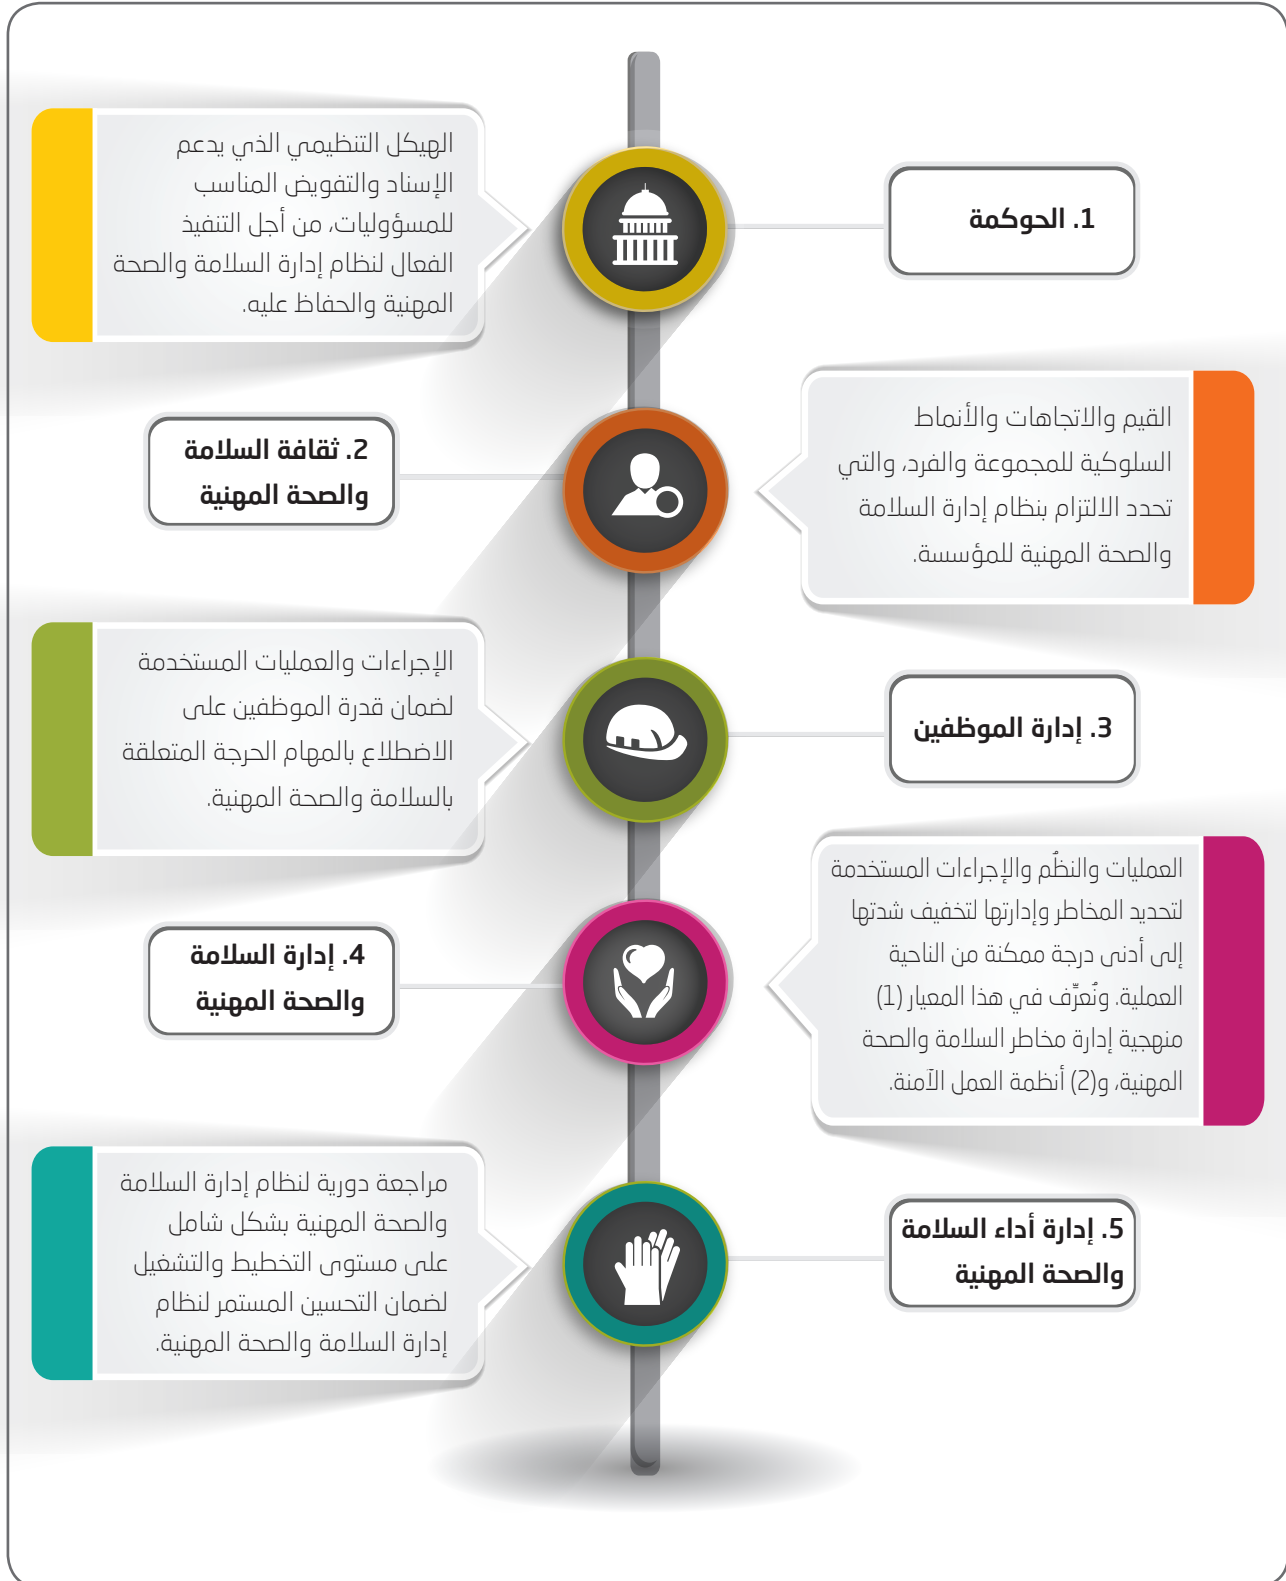 1. الحوكمة
الهيكل التنظيمي الذي يدعم
الإسناد والتفويض المناسب
للمسؤوليات، من أجل التنفيذ
الفعال لنظام إدارة السلامة والصحة
المهنية والحفاظ عليه.
2. ثقافة السلامة
والصحة المهنية
القيم والاتجاهات والأنماط
السلوكية للمجموعة والفرد، والتي
تحدد الالتزام بنظام إدارة السلامة
والصحة المهنية للمؤسسة.
3. إدارة الموظفين
الإجراءات والعمليات المستخدمة
لضمان قدرة الموظفين على
الاضطلاع بالمهام الحرجة المتعلقة
بالسلامة والصحة المهنية.
4. إدارة السلامة
والصحة المهنية
العمليات والنظُم والإجراءات المستخدمة
لتحديد المخاطر وإدارتها لتخفيف شدتها
إلى أدنى درجة ممكنة من الناحية
العملية. ونُعرِّف في هذا المعيار (1)
منهجية إدارة مخاطر السلامة والصحة
المهنية، و(2) أنظمة العمل الآمنة.
5. إدارة أداء السلامة
والصحة المهنية
مراجعة دورية لنظام إدارة السلامة
والصحة المهنية بشكل شامل
على مستوى التخطيط والتشغيل
لضمان التحسين المستمر لنظام
إدارة السلامة والصحة المهنية.